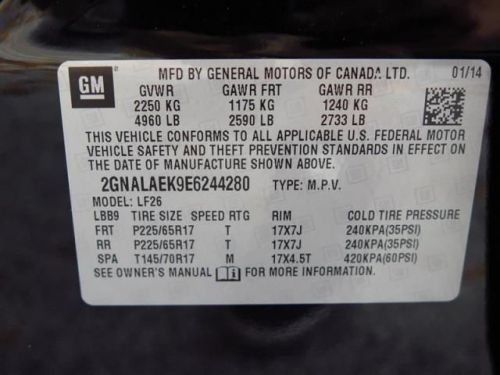 GM MFD BY GENERAL MOTORS OF CANADA LTD. 01/14
GVWR GAWR FRT GAWR RR
2250 KG 1175 KG 1240 KG
4960 LB 2590 LB 2733 LB
THIS VEHICLE CONFORMS TO ALL APPLICABLE U.S. FEDERAL MOTOR
VEHICLE SAFETY AND THEFT PREVENTION STANDARDS IN EFFECT ON
THE DATE OF MANUFACTURE SHOWN ABOVE.
2GNALAEK9E6244280 TYPE: M.P.V.
MODEL: LF26
LBB9 TIRE SIZE SPEED RTG RIM COLD TIRE PRESSURE
FRT P225/65R17 T 17X7J 240KPA(35PSI)
RR P225/65R17 T 17X7J 240KPA(35PSI)
SPA T145/70R17 M 17X4.5T 420KPA(60PSI)
SEE OWNER'S MANUAL FOR MORE INFORMATION.